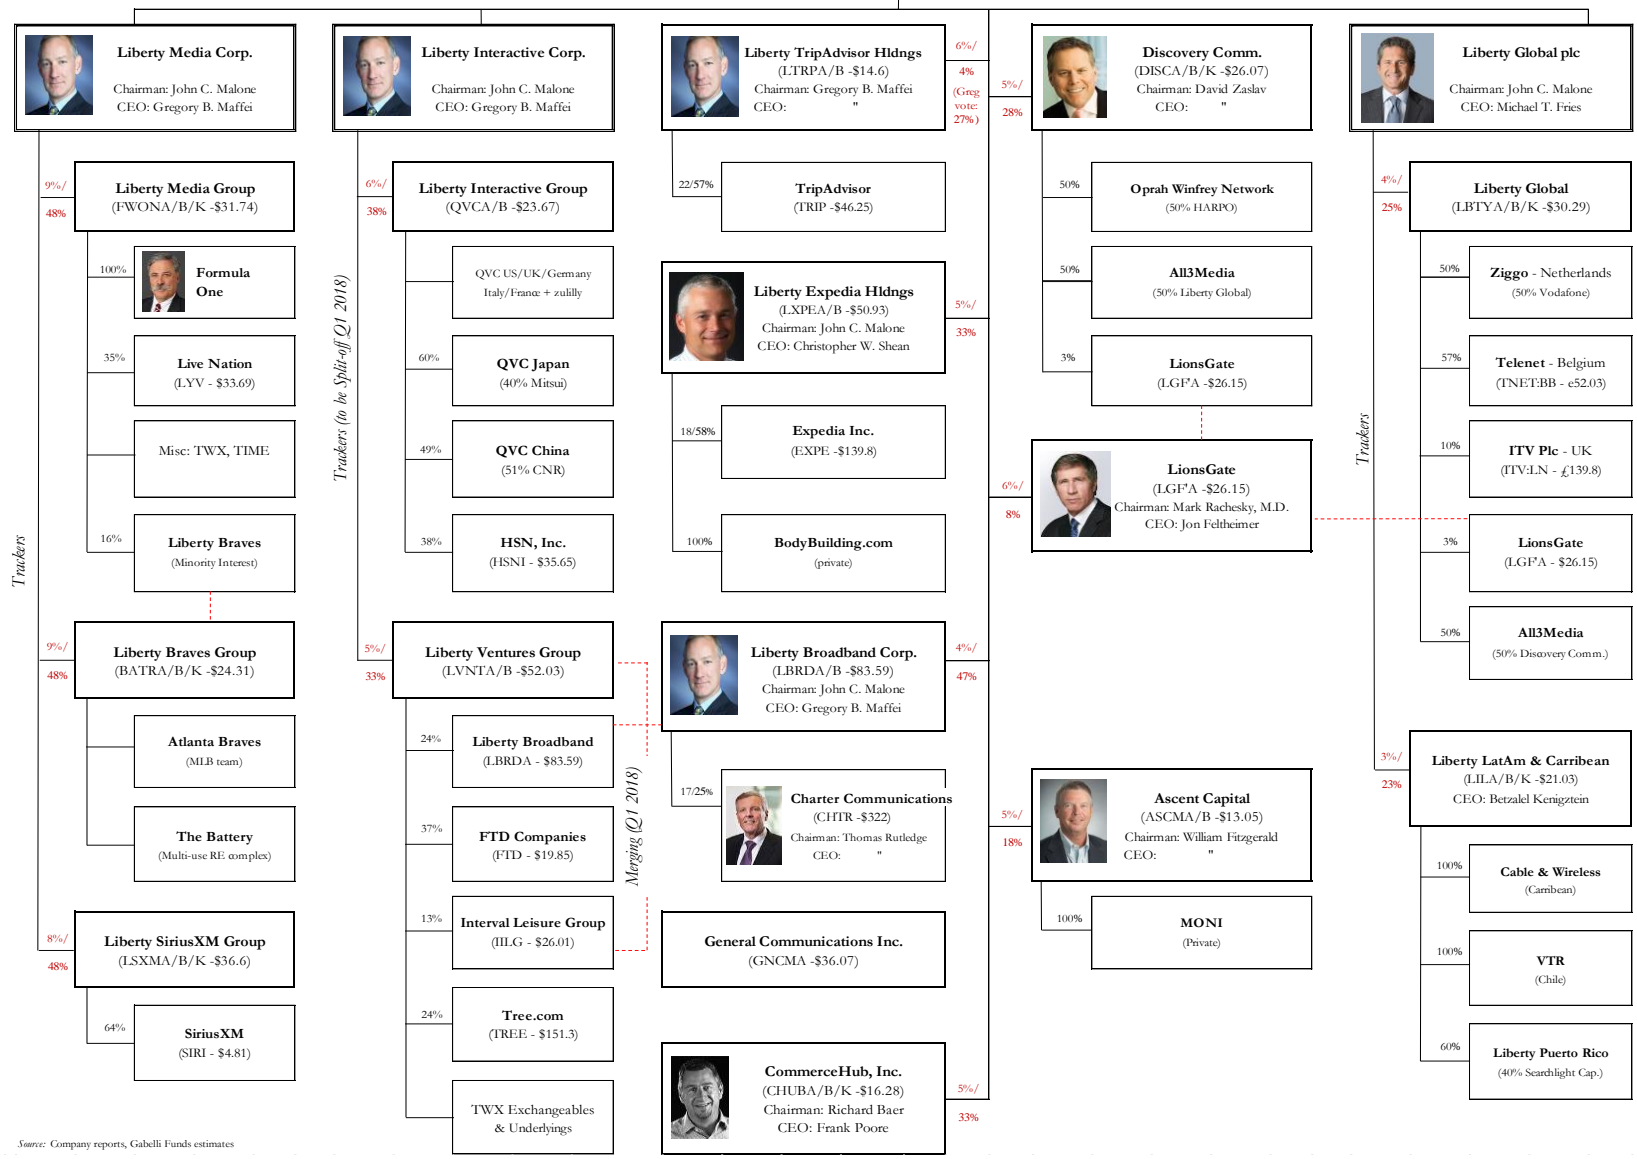 Liberty Media Corp.
Chairman: John C. Malone
CEO: Gregory B. Maffei
Trackers
9%/
48%
Liberty Media Group
(FWONA/B/K -$31.74)
100%
Formula
One
35%
Live Nation
(LYV - $33.69)
Misc: TWX, TIME
16%
Liberty Braves
(Minority Interest)
9%/
48%
Liberty Braves Group
(BATRA/B/K -$24.31)
Atlanta Braves
(MLB team)
The Battery
(Multi-use RE complex)
8%/
48%
Liberty SiriusXM Group
(LSXMA/B/K -$36.6)
64%
SiriusXM
(SIRI - $4.81)
Liberty Interactive Corp.
Chairman: John C. Malone
CEO: Gregory B. Maffei
Trackers (to be Split-off Q1 2018)
6%/
38%
Liberty Interactive Group
(QVCA/B -$23.67)
QVC US/UK/Germany
Italy/France + zulilly
60%
QVC Japan
(40% Mitsui)
49%
QVC China
(51% CNR)
38%
HSN, Inc.
(HSNI - $35.65)
5%/
33%
Liberty Ventures Group
(LVNTA/B -$52.03)
24%
Liberty Broadband
(LBRDA - $83.59)
37%
FTD Companies
(FTD - $19.85)
13%
Interval Leisure Group
(IILG - $26.01)
24%
Tree.com
(TREE - $151.3)
TWX Exchangeables
& Underlyings
Merging (Q1 2018)
Liberty TripAdvisor Hldngs
(LTRPA/B -$14.6)
Chairman: Gregory B. Maffei
CEO: "
6%/
4%
(Greg
vote:
27%)
22/57%
TripAdvisor
(TRIP -$46.25)
Liberty Expedia Hldgs
(LXPEA/B -$50.93)
Chairman: John C. Malone
CEO: Christopher W. Shean
5%/
33%
18/58%
Expedia Inc.
(EXPE -$139.8)
100%
BodyBuilding.com
(private)
Liberty Broadband Corp.
(LBRDA/B -$83.59)
Chairman: John C. Malone
CEO: Gregory B. Maffei
4%/
47%
17/25%
Charter Communications
(CHTR -$322)
Chairman: Thomas Rutledge
CEO: "
General Communications Inc.
(GNCMA -$36.07)
CommerceHub, Inc.
(CHUBA/B/K -$16.28)
Chairman: Richard Baer
CEO: Frank Poore
5%/
33%
Discovery Comm.
(DISCA/B/K -$26.07)
Chairman: David Zaslav
CEO: "
5%/
28%
50%
Oprah Winfrey Network
(50% HARPO)
50%
All3Media
(50% Liberty Global)
3%
LionsGate
(LGF'A -$26.15)
6%/
8%
LionsGate
(LGF'A -$26.15)
Chairman: Mark Rachesky, M.D.
CEO: Jon Feltheimer
5%/
18%
Ascent Capital
(ASCMA/B -$13.05)
Chairman: William Fitzgerald
CEO: "
100%
MONI
(Private)
Liberty Global plc
Chairman: John C. Malone
CEO: Michael T. Fries
Trackers
4%/
25%
Liberty Global
(LBTYA/B/K -$30.29)
50%
Ziggo - Netherlands
(50% Vodafone)
57%
Telenet - Belgium
(TNET:BB - e52.03)
10%
ITV Plc - UK
(ITV:LN - £139.8)
3%
LionsGate
(LGF'A - $26.15)
50%
All3Media
(50% Discovery Comm.)
3%/
23%
Liberty LatAm & Carribean
(LILA/B/K -$21.03)
CEO: Betzalel Kenigztein
100%
Cable & Wireless
(Carribean)
100%
VTR
(Chile)
60%
Liberty Puerto Rico
(40% Searchlight Cap.)
Source: Company reports, Gabelli Funds estimates